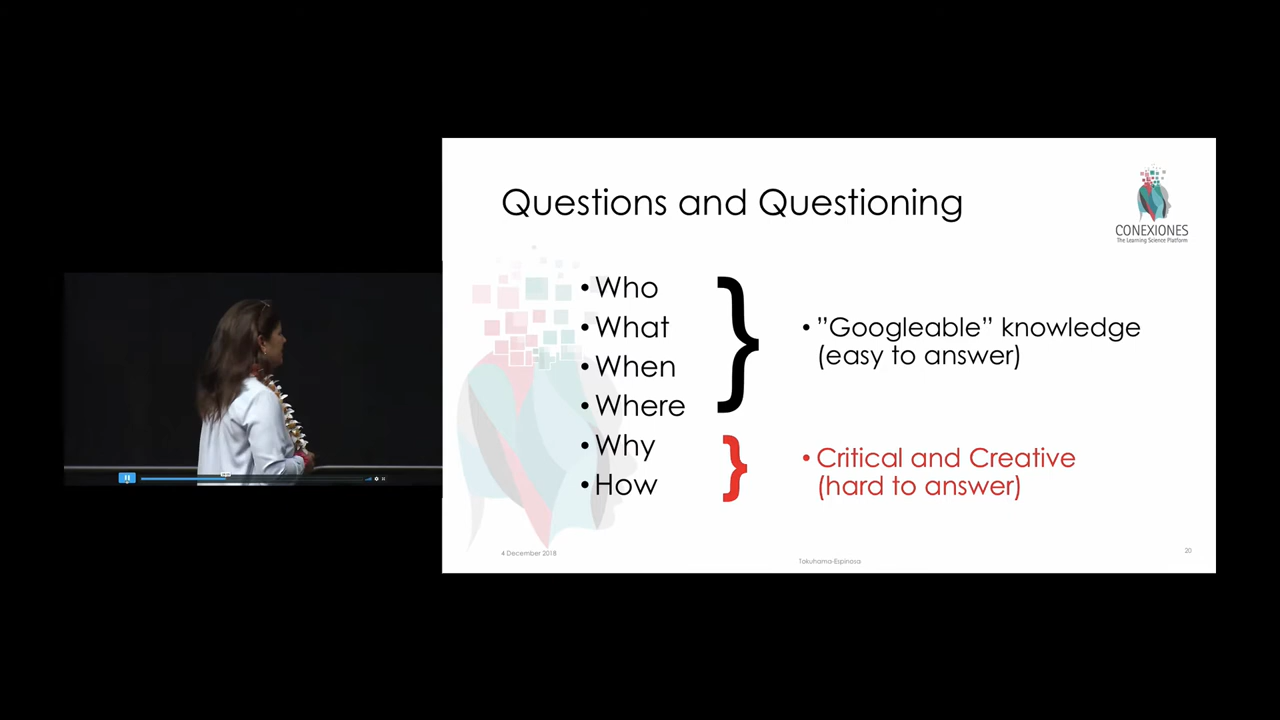 Questions and Questioning
CONEXIONES
The Learning Science Platform
• Who
• What
• When
• Where
• Why
• How
}
}
• ”Googleable” knowledge
(easy to answer)
• Critical and Creative
(hard to answer)
4 December 2018
Tokuhama-Espinosa
20